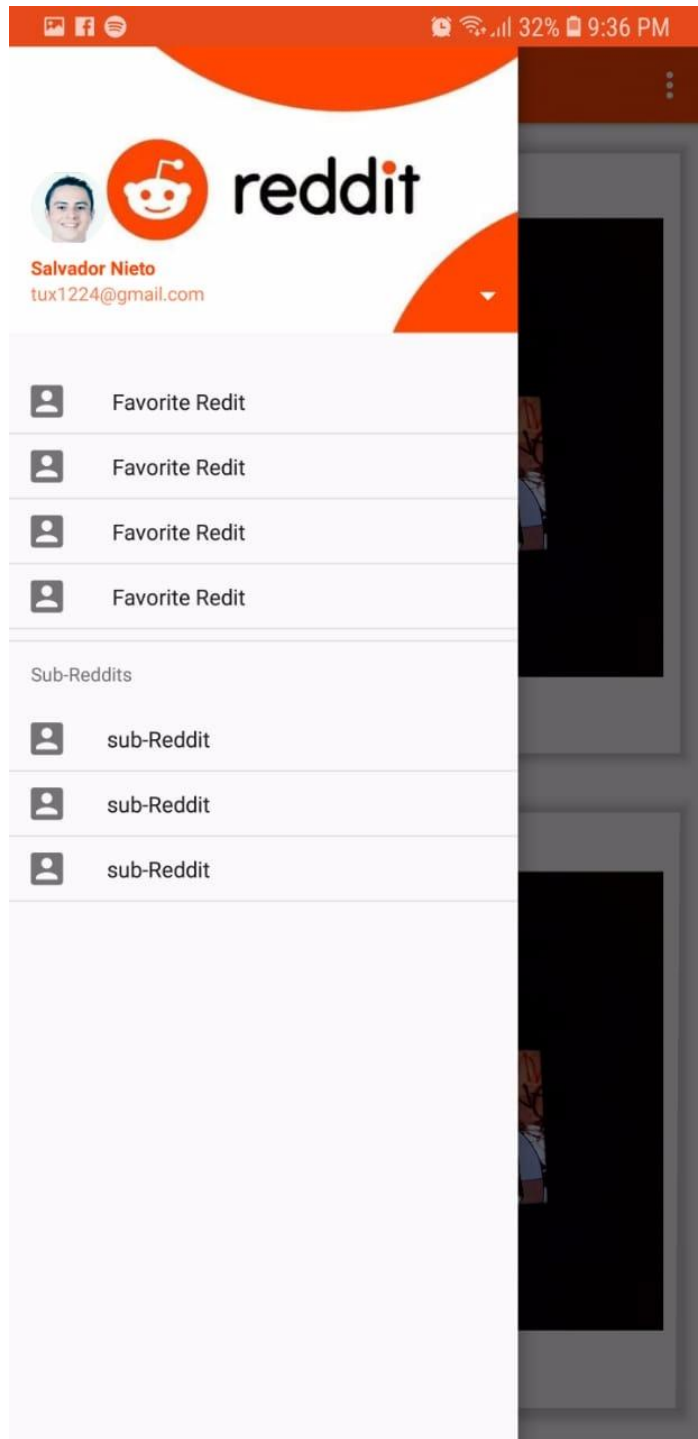 32% 9:36 PM
reddit
Salvador Nieto
tux1224@gmail.com
Favorite Redit
Favorite Redit
Favorite Redit
Favorite Redit
Sub-Reddits
sub-Reddit
sub-Reddit
sub-Reddit